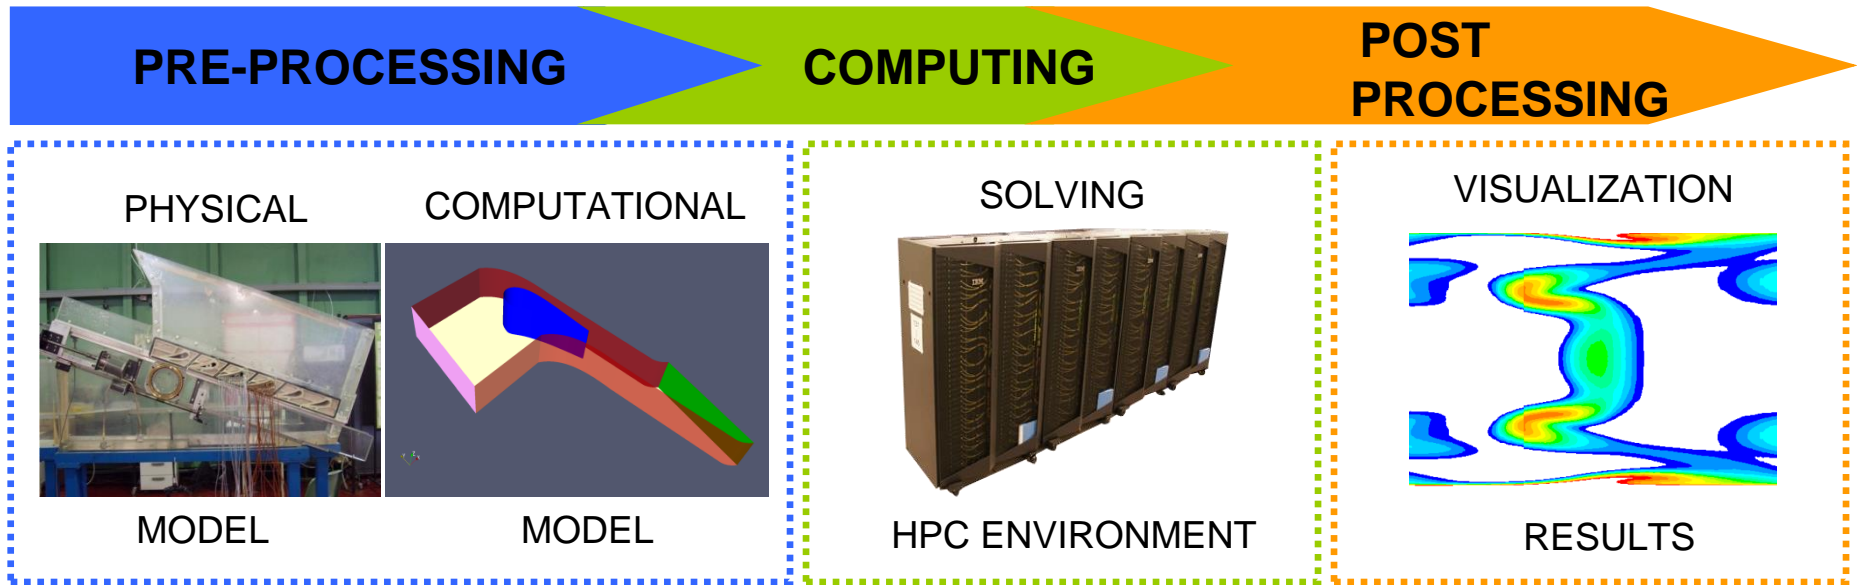 PRE-PROCESSING
COMPUTING
POST
PROCESSING
PHYSICAL
COMPUTATIONAL
MODEL
MODEL
SOLVING
HPC ENVIRONMENT
VISUALIZATION
RESULTS